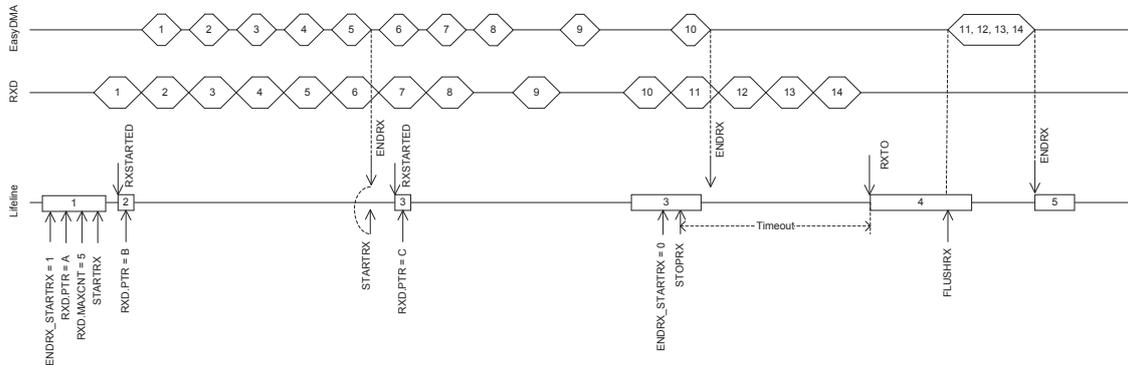 EasyDMA
1 2 3 4 5 6 7 8 9 10 11, 12, 13, 14
RXD
1 2 3 4 5 6 7 8 9 10 11 12 13 14
RXSTARTED
ENDRX
RXSTARTED
ENDRX
RXTO
ENDRX
Lifeline
1 2 3 3 4 5
Timeout
ENDRX_STARTRX = 1
RXD.PTR = A
RXD.MAXCNT = 5
STARTRX
RXD.PTR = B
STARTRX
RXD.PTR = C
ENDRX_STARTRX = 0
STOPRX
FLUSHRX